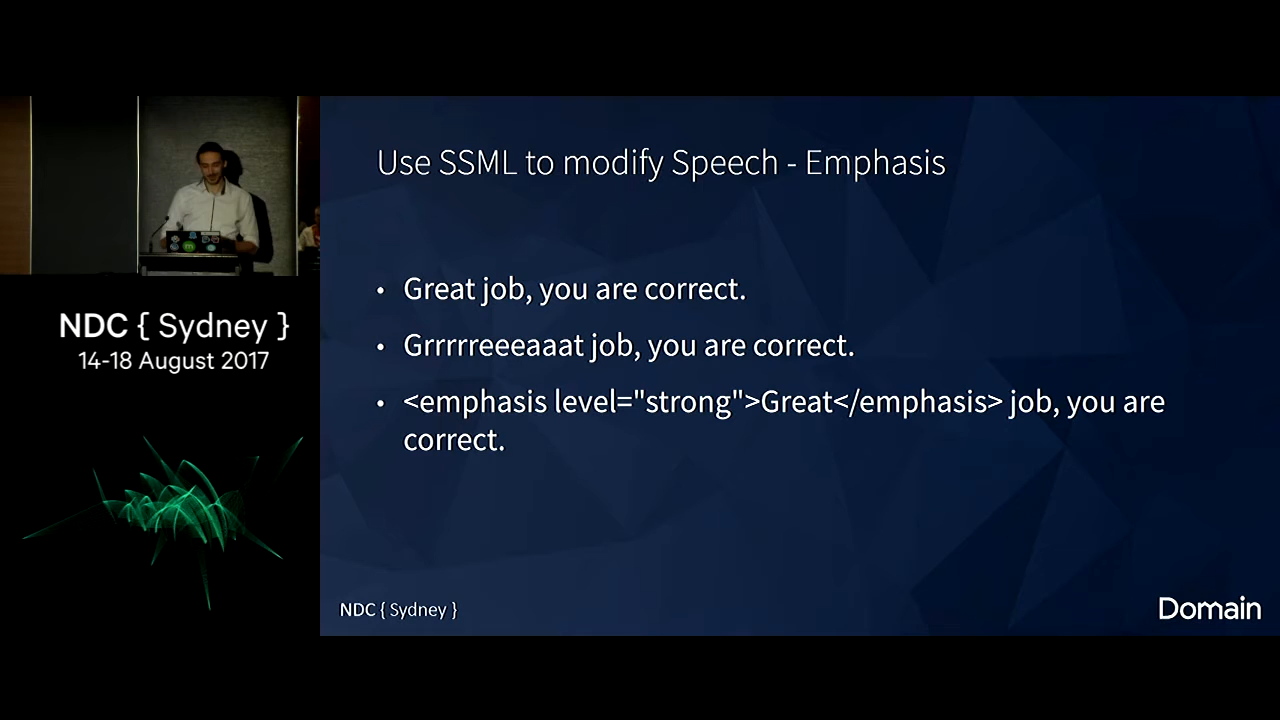 NDC { Sydney }
14-18 August 2017
Use SSML to modify Speech - Emphasis
• Great job, you are correct.
• Grrrrreeeaaat job, you are correct.
• <emphasis level="strong">Great</emphasis> job, you are
correct.
NDC { Sydney }
Domain